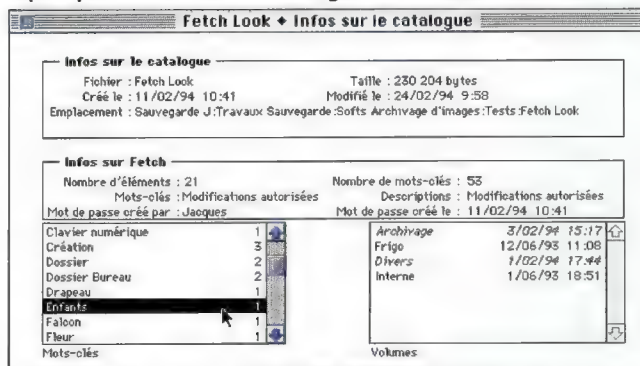 Fetch Look ♦ Infos sur le catalogue
Infos sur le catalogue
Fichier : Fetch Look Taille : 230 204 bytes
Créé le : 11/02/94 10:41 Modifié le : 24/02/94 9:58
Emplacement : Sauvegarde J:Travaux Sauvegarde:Softs Archivage d'images:Tests:Fetch Look
Infos sur Fetch
Nombre d'éléments : 21 Nombre de mots-clés : 53
Mots-clés : Modifications autorisées Descriptions : Modifications autorisées
Mot de passe créé par : Jacques Mot de passe créé le : 11/02/94 10:41
Clavier numérique 1 Archivage 3/02/94 15:17
Création 3 Frigo 12/06/93 11:08
Dossier 2 Divers 1/02/94 17:44
Dossier Bureau 2 Interne 1/06/93 18:51
Drapeau 1
Enfants 1
Falcon 1
Fleur 1
Mots-clés Volumes